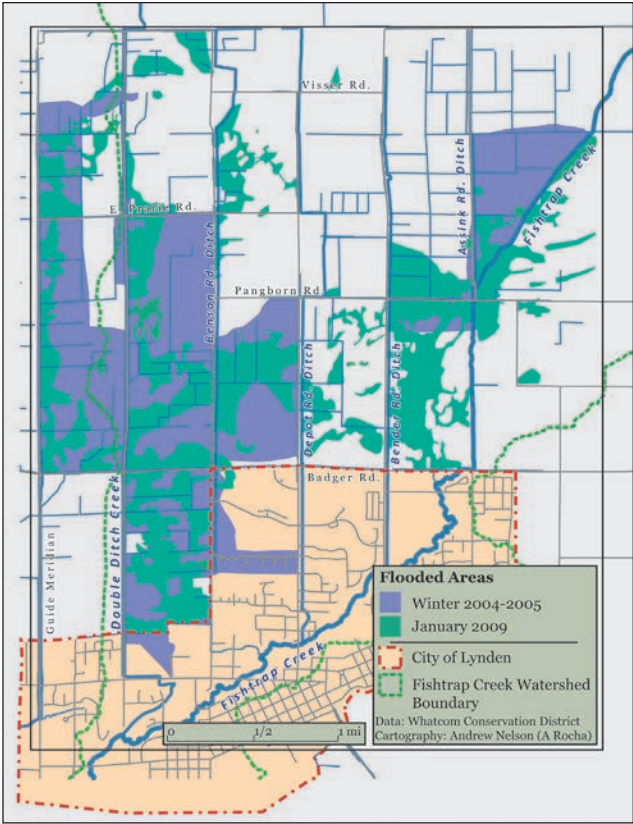 Visser Rd.
Assink Rd. Ditch
Fishtrap Creek
E. Prairie Rd.
Benson Rd. Ditch
Pangborn Rd.
Depot Rd. Ditch
Bender Rd. Ditch
Badger Rd.
Guide Meridian
Double Ditch Creek
Fishtrap Creek
Flooded Areas
Winter 2004-2005
January 2009
City of Lynden
Fishtrap Creek Watershed
Boundary
Data: Whatcom Conservation District
Cartography: Andrew Nelson (A Rocha)
0 1/2 1 mi